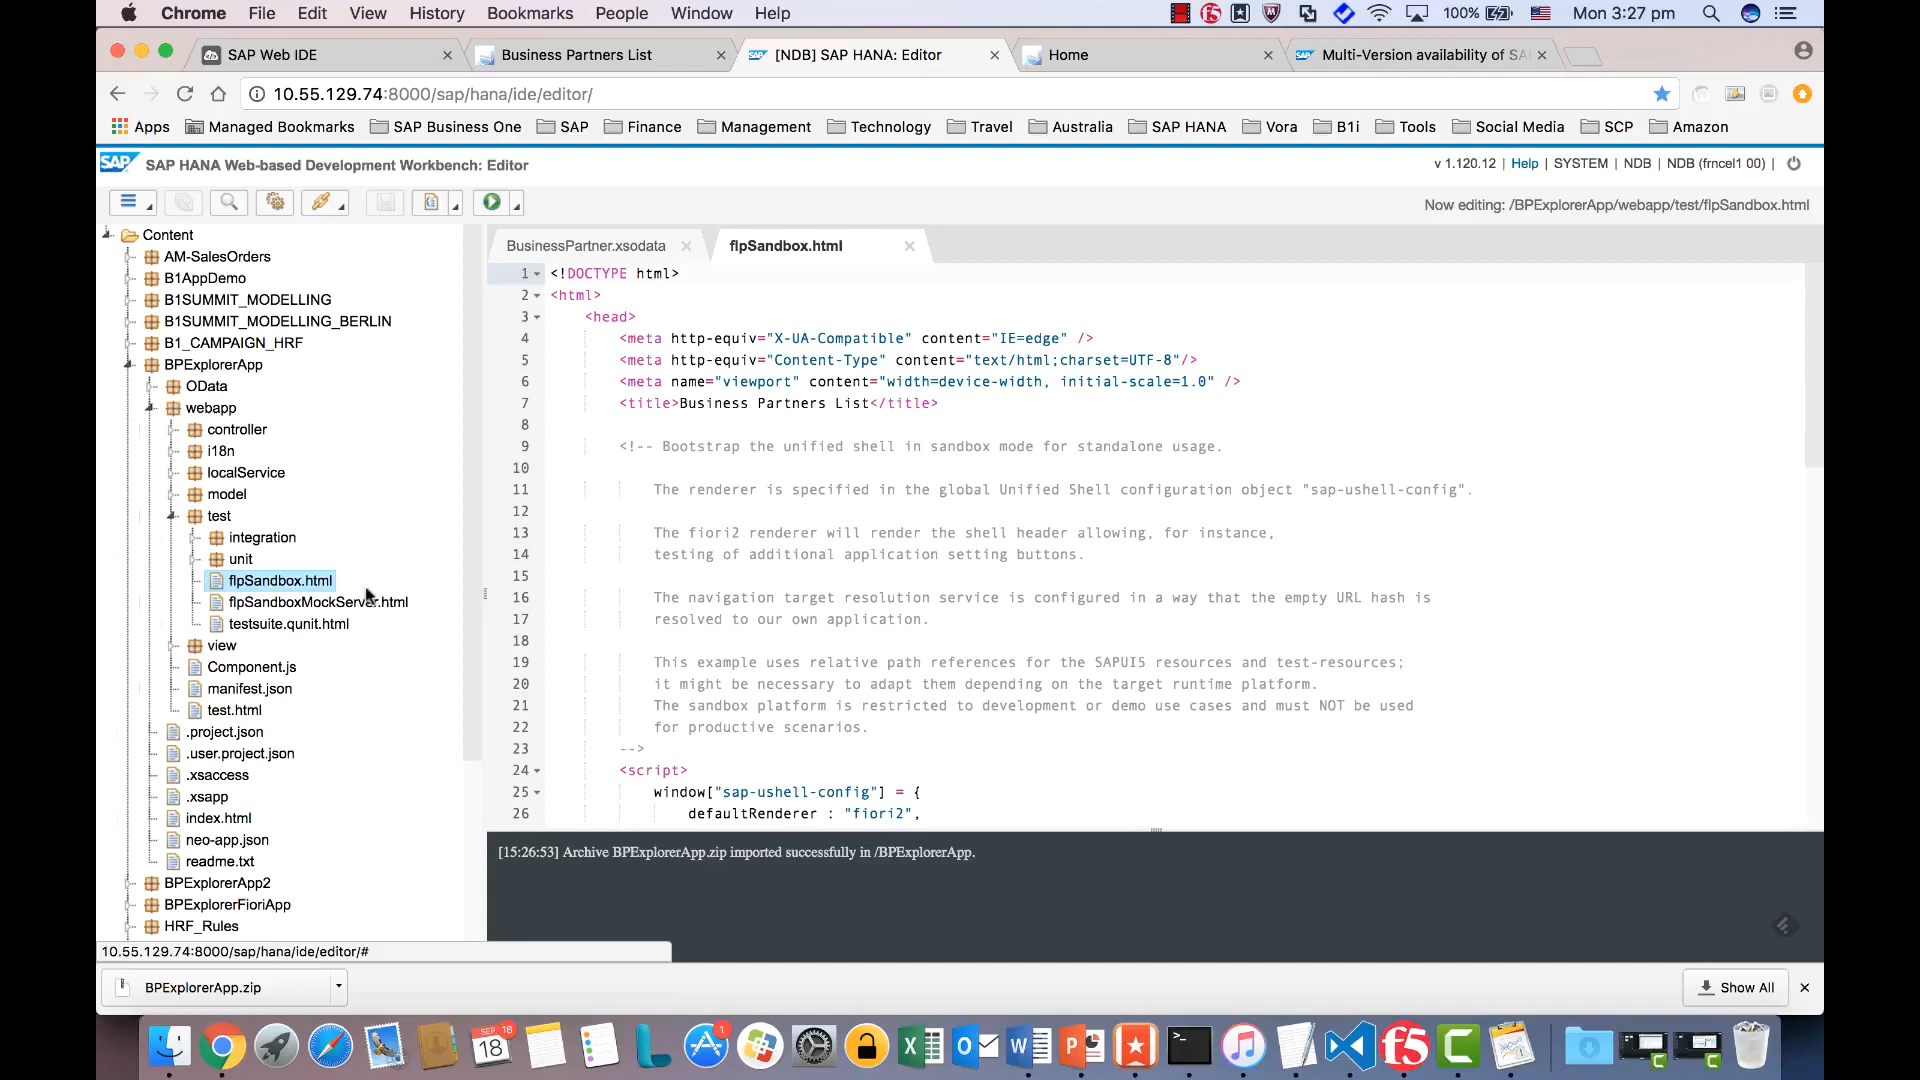 Chrome File Edit View History Bookmarks People Window Help 100% Mon 3:27 pm
SAP Web IDE × Business Partners List × SAP [NDB] SAP HANA: Editor × Home × SAP Multi-Version availability of SA ×
10.55.129.74:8000/sap/hana/ide/editor/
Apps Managed Bookmarks SAP Business One SAP Finance Management Technology Travel Australia SAP HANA Vora B1i Tools Social Media SCP Amazon
SAP SAP HANA Web-based Development Workbench: Editor v 1.120.12 | Help | SYSTEM | NDB | NDB (frncel1 00) |
Now editing: /BPExplorerApp/webapp/test/flpSandbox.html
Content
AM-SalesOrders
B1AppDemo
B1SUMMIT_MODELLING
B1SUMMIT_MODELLING_BERLIN
B1_CAMPAIGN_HRF
BPExplorerApp
OData
webapp
controller
i18n
localService
model
test
integration
unit
flpSandbox.html
flpSandboxMockServer.html
testsuite.qunit.html
view
Component.js
manifest.json
test.html
.project.json
.user.project.json
.xsaccess
.xsapp
index.html
neo-app.json
readme.txt
BPExplorerApp2
BPExplorerFioriApp
HRF_Rules
BusinessPartner.xsodata × flpSandbox.html ×
1 <!DOCTYPE html>
2 <html>
3 <head>
4 <meta http-equiv="X-UA-Compatible" content="IE=edge" />
5 <meta http-equiv="Content-Type" content="text/html;charset=UTF-8"/>
6 <meta name="viewport" content="width=device-width, initial-scale=1.0" />
7 <title>Business Partners List</title>
8
9 <!-- Bootstrap the unified shell in sandbox mode for standalone usage.
10
11 The renderer is specified in the global Unified Shell configuration object "sap-ushell-config".
12
13 The fiori2 renderer will render the shell header allowing, for instance,
14 testing of additional application setting buttons.
15
16 The navigation target resolution service is configured in a way that the empty URL hash is
17 resolved to our own application.
18
19 This example uses relative path references for the SAPUI5 resources and test-resources;
20 it might be necessary to adapt them depending on the target runtime platform.
21 The sandbox platform is restricted to development or demo use cases and must NOT be used
22 for productive scenarios.
23 -->
24 <script>
25 window["sap-ushell-config"] = {
26 defaultRenderer : "fiori2",
[15:26:53] Archive BPExplorerApp.zip imported successfully in /BPExplorerApp.
10.55.129.74:8000/sap/hana/ide/editor/#
BPExplorerApp.zip Show All ×
SEP 16
18
1